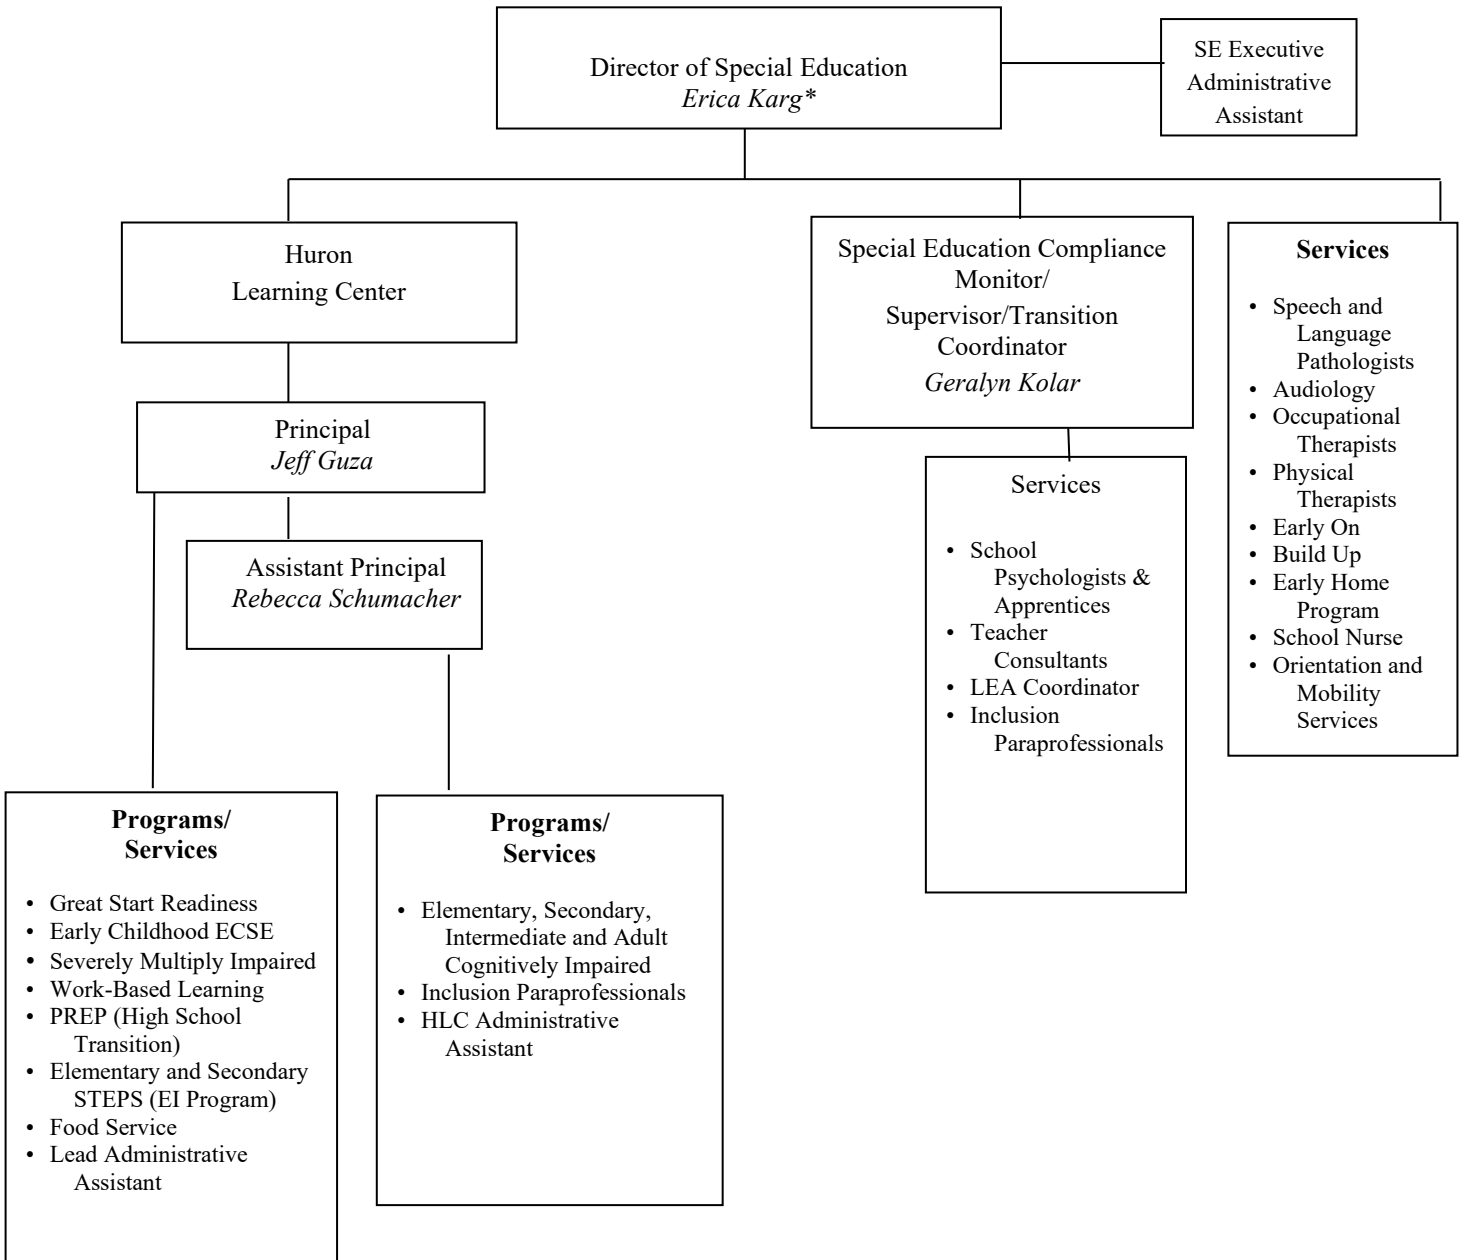 Director of Special Education
Erica Karg*
SE Executive
Administrative
Assistant
Huron
Learning Center
Principal
Jeff Guza
Assistant Principal
Rebecca Schumacher
Programs/
Services
• Great Start Readiness
• Early Childhood ECSE
• Severely Multiply Impaired
• Work-Based Learning
• PREP (High School
Transition)
• Elementary and Secondary
STEPS (EI Program)
• Food Service
• Lead Administrative
Assistant
Programs/
Services
• Elementary, Secondary,
Intermediate and Adult
Cognitively Impaired
• Inclusion Paraprofessionals
• HLC Administrative
Assistant
Special Education Compliance
Monitor/
Supervisor/Transition
Coordinator
Geralyn Kolar
Services
• School
Psychologists &
Apprentices
• Teacher
Consultants
• LEA Coordinator
• Inclusion
Paraprofessionals
Services
• Speech and
Language
Pathologists
• Audiology
• Occupational
Therapists
• Physical
Therapists
• Early On
• Build Up
• Early Home
Program
• School Nurse
• Orientation and
Mobility
Services